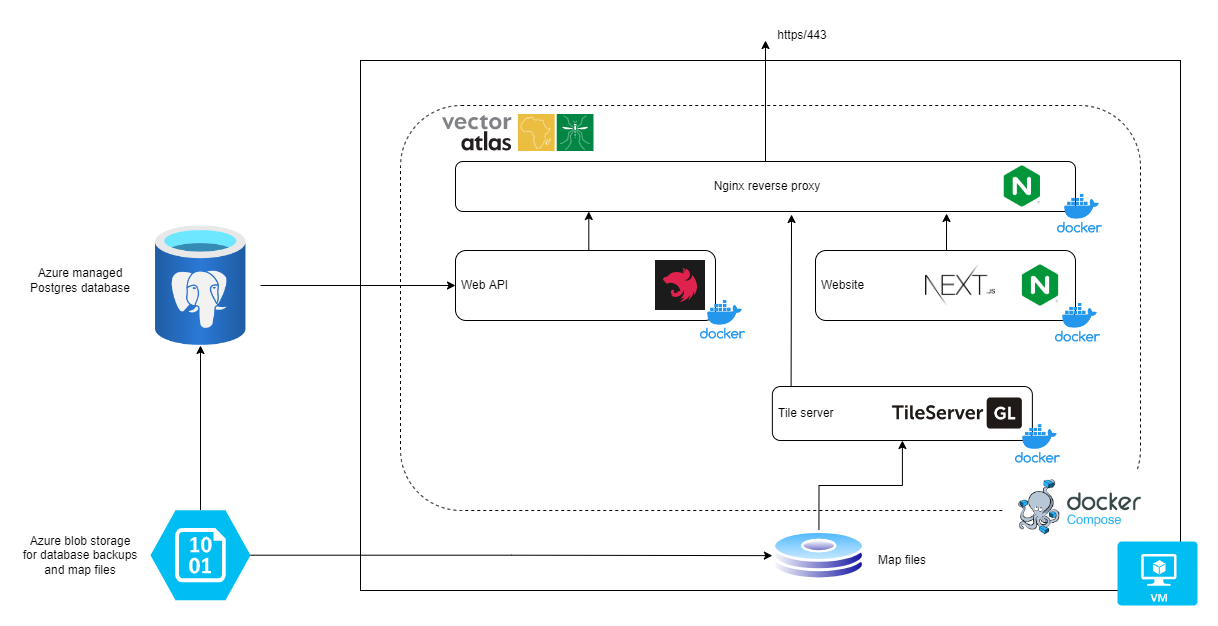 https/443
vector
atlas
Nginx reverse proxy
N
docker
Azure managed
Postgres database
Web API
docker
Website
NEXT.JS
N
docker
Tile server
TileServer GL
docker
docker
Compose
Azure blob storage
for database backups
and map files
10
01
Map files
VM